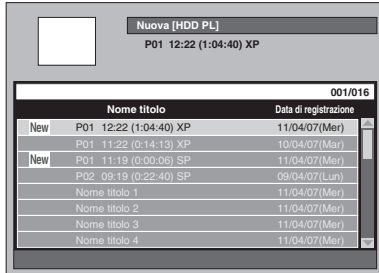 Nuova [HDD PL]
P01 12:22 (1:04:40) XP
001/016
Nome titolo Data di registrazione
New P01 12:22 (1:04:40) XP 11/04/07(Mer)
P01 11:22 (0:14:13) XP 10/04/07(Mar)
New P01 11:19 (0:00:06) SP 11/04/07(Mer)
P02 09:19 (0:22:40) SP 09/04/07(Lun)
Nome titolo 1 11/04/07(Mer)
Nome titolo 2 11/04/07(Mer)
Nome titolo 3 11/04/07(Mer)
Nome titolo 4 11/04/07(Mer)